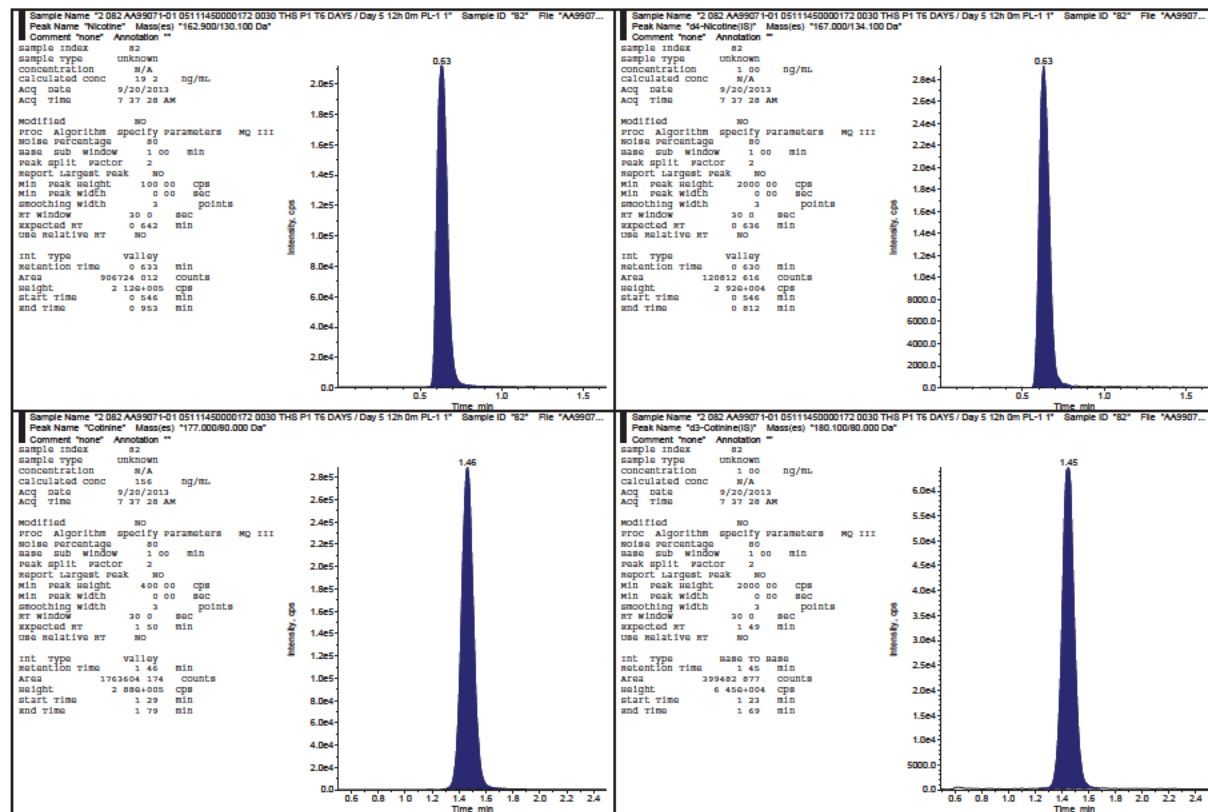 Sample Name "2 082 AA99071-01 05111450000172 0030 THS P1 T6 DAY5 / Day 5 12h 0m PL-1 1" Sample ID "82" File "AA9907...
Peak Name "Nicotine" Mass(es) "162.900/130.100 Da"
Comment "none" Annotation ""
Sample Index 82
Sample Type Unknown
Concentration N/A
Calculated Conc 19 2 ng/mL
Acq Date 9/20/2013
Acq Time 7 37 28 AM
Modified NO
Proc Algorithm Specify Parameters MQ III
Noise Percentage 80
Base Sub Window 1 00 min
Peak Split Factor 2
Report Largest Peak NO
Min Peak Height 100 00 cps
Min Peak Width 0 00 sec
Smoothing Width 3 points
RT Window 30 0 sec
Expected RT 0 642 min
Use Relative RT NO
Int Type Valley
Retention Time 0 633 min
Area 906724 012 counts
Height 2 12e+005 cps
Start Time 0 546 min
End Time 0 953 min
0.63
Intensity, cps
2.0e5
1.8e5
1.6e5
1.4e5
1.2e5
1.0e5
8.0e4
6.0e4
4.0e4
2.0e4
0.0
0.5 1.0 1.5
Time min
Sample Name "2 082 AA99071-01 05111450000172 0030 THS P1 T6 DAY5 / Day 5 12h 0m PL-1 1" Sample ID "82" File "AA9907...
Peak Name "d4-Nicotine(IS)" Mass(es) "167.000/134.100 Da"
Comment "none" Annotation ""
Sample Index 82
Sample Type Unknown
Concentration 1 00 ng/mL
Calculated Conc N/A
Acq Date 9/20/2013
Acq Time 7 37 28 AM
Modified NO
Proc Algorithm Specify Parameters MQ III
Noise Percentage 80
Base Sub Window 1 00 min
Peak Split Factor 2
Report Largest Peak NO
Min Peak Height 2000 00 cps
Min Peak Width 0 00 sec
Smoothing Width 3 points
RT Window 30 0 sec
Expected RT 0 636 min
Use Relative RT NO
Int Type Valley
Retention Time 0 630 min
Area 120812 616 counts
Height 2 92e+004 cps
Start Time 0 546 min
End Time 0 812 min
0.63
Intensity, cps
2.8e4
2.6e4
2.4e4
2.2e4
2.0e4
1.8e4
1.6e4
1.4e4
1.2e4
1.0e4
8000.0
6000.0
4000.0
2000.0
0.0
0.5 1.0 1.5
Time min
Sample Name "2 082 AA99071-01 05111450000172 0030 THS P1 T6 DAY5 / Day 5 12h 0m PL-1 1" Sample ID "82" File "AA9907...
Peak Name "Cotinine" Mass(es) "177.000/80.000 Da"
Comment "none" Annotation ""
Sample Index 82
Sample Type Unknown
Concentration N/A
Calculated Conc 156 ng/mL
Acq Date 9/20/2013
Acq Time 7 37 28 AM
Modified NO
Proc Algorithm Specify Parameters MQ III
Noise Percentage 80
Base Sub Window 1 00 min
Peak Split Factor 2
Report Largest Peak NO
Min Peak Height 400 00 cps
Min Peak Width 0 00 sec
Smoothing Width 3 points
RT Window 30 0 sec
Expected RT 1 50 min
Use Relative RT NO
Int Type Valley
Retention Time 1 46 min
Area 1763604 174 counts
Height 2 88e+005 cps
Start Time 1 29 min
End Time 1 79 min
1.46
Intensity, cps
2.8e5
2.6e5
2.4e5
2.2e5
2.0e5
1.8e5
1.6e5
1.4e5
1.2e5
1.0e5
8.0e4
6.0e4
4.0e4
2.0e4
0.0
0.6 0.8 1.0 1.2 1.4 1.6 1.8 2.0 2.2 2.4
Time min
Sample Name "2 082 AA99071-01 05111450000172 0030 THS P1 T6 DAY5 / Day 5 12h 0m PL-1 1" Sample ID "82" File "AA9907...
Peak Name "d3-Cotinine(IS)" Mass(es) "180.100/80.000 Da"
Comment "none" Annotation ""
Sample Index 82
Sample Type Unknown
Concentration 1 00 ng/mL
Calculated Conc N/A
Acq Date 9/20/2013
Acq Time 7 37 28 AM
Modified NO
Proc Algorithm Specify Parameters MQ III
Noise Percentage 80
Base Sub Window 1 00 min
Peak Split Factor 2
Report Largest Peak NO
Min Peak Height 2000 00 cps
Min Peak Width 0 00 sec
Smoothing Width 3 points
RT Window 30 0 sec
Expected RT 1 49 min
Use Relative RT NO
Int Type Base To Base
Retention Time 1 45 min
Area 399482 877 counts
Height 6 45e+004 cps
Start Time 1 23 min
End Time 1 69 min
1.45
Intensity, cps
6.0e4
5.5e4
5.0e4
4.5e4
4.0e4
3.5e4
3.0e4
2.5e4
2.0e4
1.5e4
1.0e4
5000.0
0.0
0.6 0.8 1.0 1.2 1.4 1.6 1.8 2.0 2.2 2.4
Time min